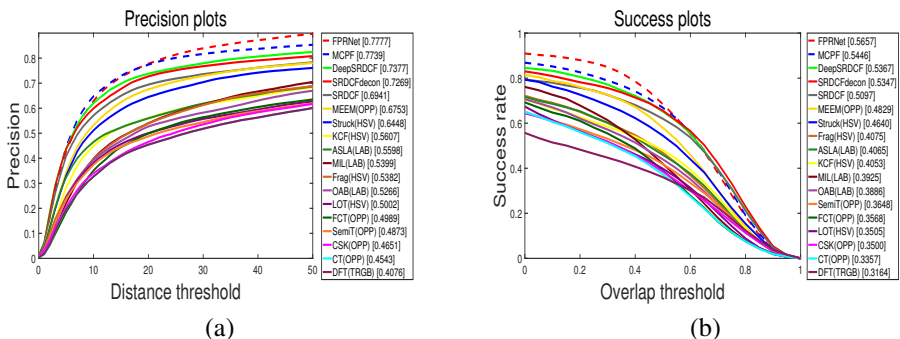 Precision plots
Precision
0.8
0.7
0.6
0.5
0.4
0.3
0.2
0.1
0
0
10
20
30
40
50
Distance threshold
FPRNet [0.7777]
MCPF [0.7739]
DeepSRDCF [0.7377]
SRDCFdecon [0.7269]
SRDCF [0.6941]
MEEM(OPP) [0.6753]
Struck(HSV) [0.6448]
KCF(HSV) [0.5607]
ASLA(LAB) [0.5598]
MIL(LAB) [0.5399]
Frag(HSV) [0.5382]
OAB(LAB) [0.5266]
LOT(HSV) [0.5002]
FCT(OPP) [0.4989]
SemiT(OPP) [0.4873]
CSK(OPP) [0.4651]
CT(OPP) [0.4543]
DFT(TRGB) [0.4076]
(a)
Success plots
Success rate
1
0.8
0.6
0.4
0.2
0
0
0.2
0.4
0.6
0.8
1
Overlap threshold
FPRNet [0.5657]
MCPF [0.5446]
DeepSRDCF [0.5367]
SRDCFdecon [0.5347]
SRDCF [0.5097]
MEEM(OPP) [0.4829]
Struck(HSV) [0.4640]
Frag(HSV) [0.4075]
ASLA(LAB) [0.4065]
KCF(HSV) [0.4053]
MIL(LAB) [0.3925]
OAB(LAB) [0.3886]
SemiT(OPP) [0.3648]
FCT(OPP) [0.3568]
LOT(HSV) [0.3505]
CSK(OPP) [0.3500]
CT(OPP) [0.3357]
DFT(TRGB) [0.3164]
(b)